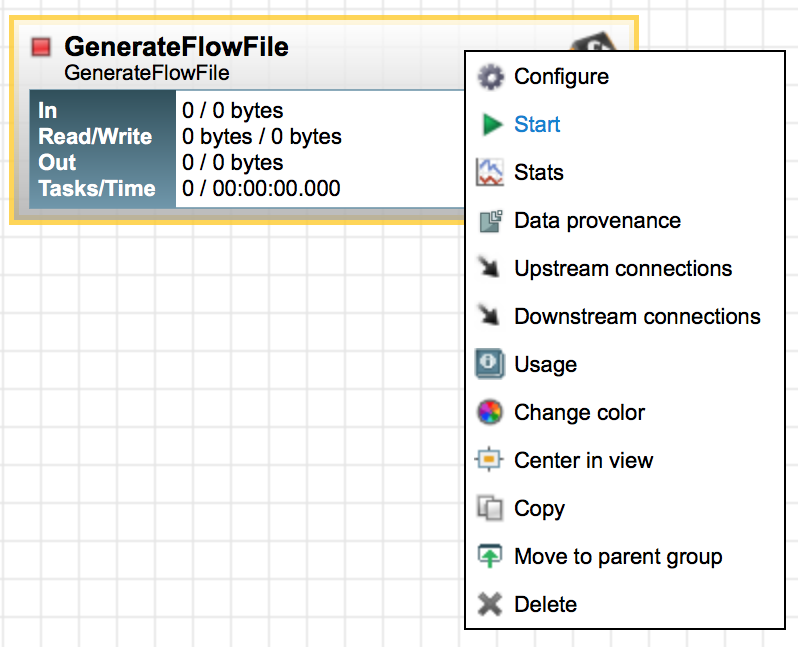 GenerateFlowFile
GenerateFlowFile
In 0 / 0 bytes
Read/Write 0 bytes / 0 bytes
Out 0 / 0 bytes
Tasks/Time 0 / 00:00:00.000
Configure
Start
Stats
Data provenance
Upstream connections
Downstream connections
Usage
Change color
Center in view
Copy
Move to parent group
Delete